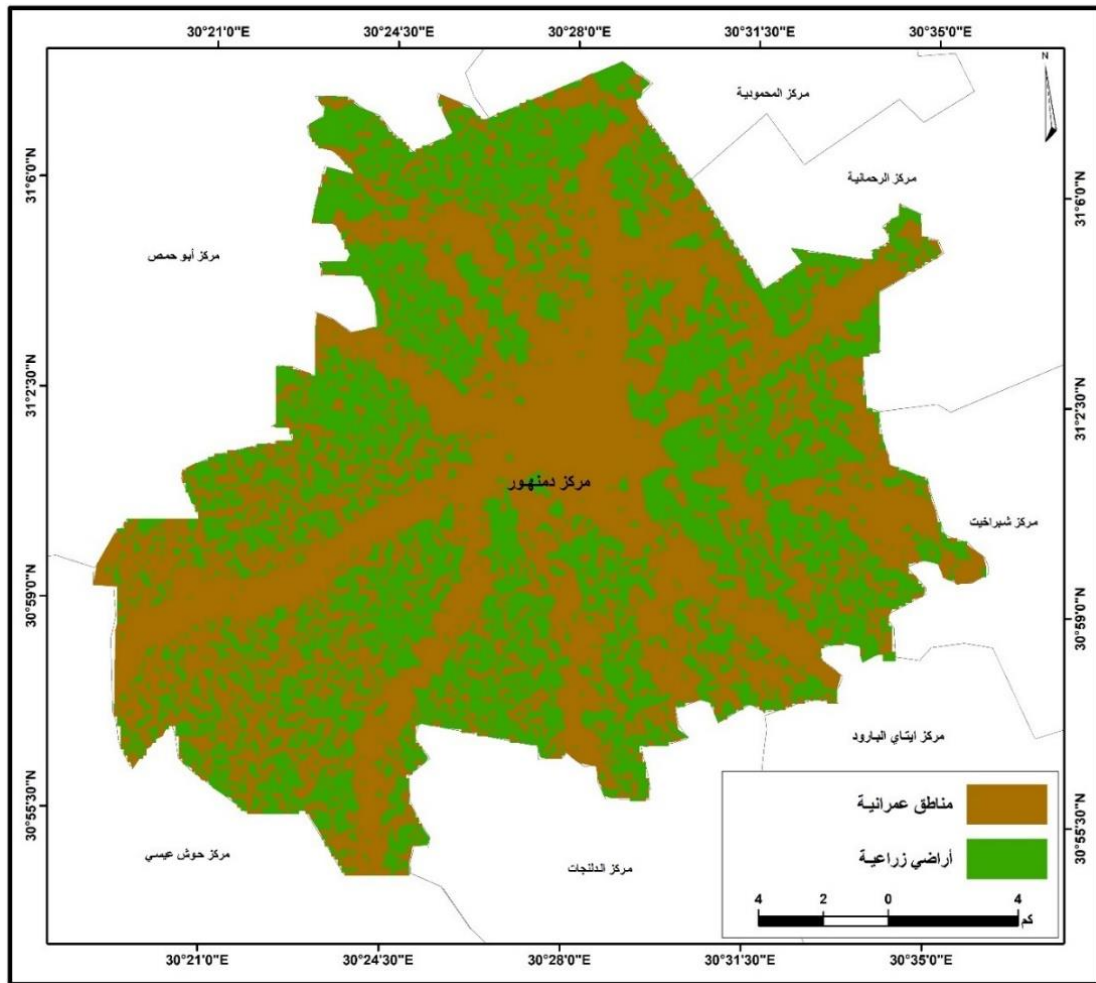 30°21'0"E 30°24'30"E 30°28'0"E 30°31'30"E 30°35'0"E
N
مركز المحمودية
31°6'0"N
31°6'0"N
مركز الرحمانية
مركز أبو حمص
31°2'30"N
31°2'30"N
مركز دمنهور
مركز شبراخيت
30°59'0"N
30°59'0"N
مركز ايتاي البارود
مناطق عمرانية
أراضي زراعية
30°55'30"N
30°55'30"N
مركز حوش عيسي
مركز الدلنجات
4 2 0 4
كم
30°21'0"E 30°24'30"E 30°28'0"E 30°31'30"E 30°35'0"E